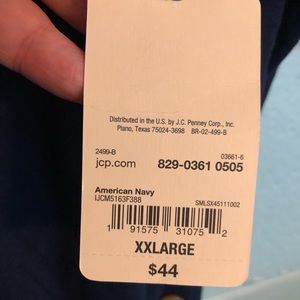 Distributed in the U.S. by J.C. Penney Corp., Inc.
Plano, Texas 75024-3698 BR-02-499-B
2499-B 03661-6
jcp.com 829-0361 0505
American Navy
IJCM5163F388 SMLSX45111002
1 91575 31075 2
XXLARGE
$44